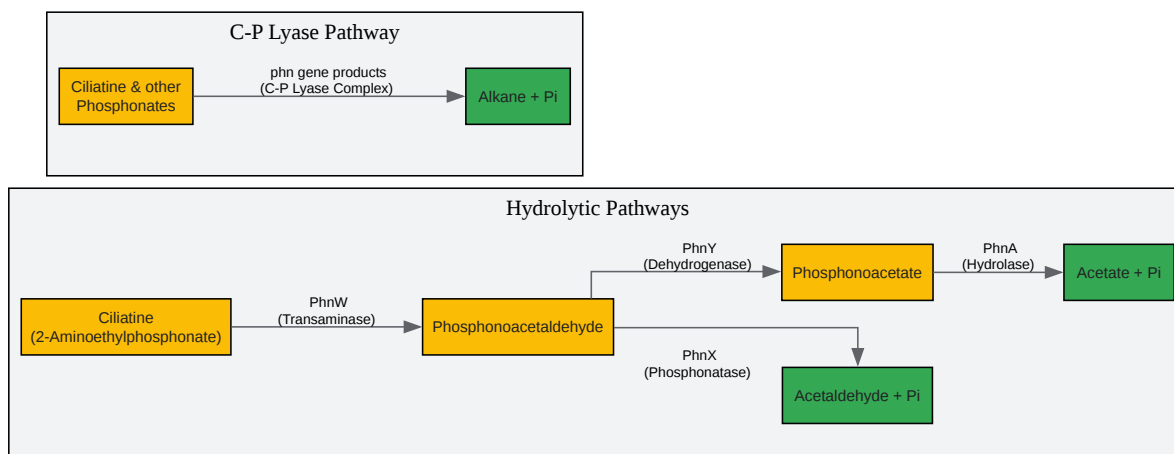 C-P Lyase Pathway
Ciliatine & other
Phosphonates
phn gene products
(C-P Lyase Complex)
Alkane + Pi
Hydrolytic Pathways
Ciliatine
(2-Aminoethylphosphonate)
PhnW
(Transaminase)
Phosphonoacetaldehyde
PhnY
(Dehydrogenase)
Phosphonoacetate
PhnA
(Hydrolase)
Acetate + Pi
PhnX
(Phosphonatase)
Acetaldehyde + Pi